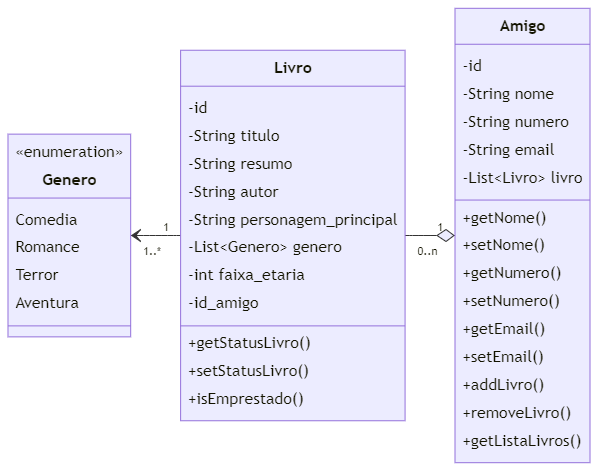 «enumeration»
Genero
Comedia
Romance
Terror
Aventura
1
1..*
Livro
-id
-String titulo
-String resumo
-String autor
-String personagem_principal
-List<Genero> genero
-int faixa_etaria
-id_amigo
+getStatusLivro()
+setStatusLivro()
+isEmprestado()
1
0..n
Amigo
-id
-String nome
-String numero
-String email
-List<Livro> livro
+getNome()
+setNome()
+getNumero()
+setNumero()
+getEmail()
+setEmail()
+addLivro()
+removeLivro()
+getListaLivros()